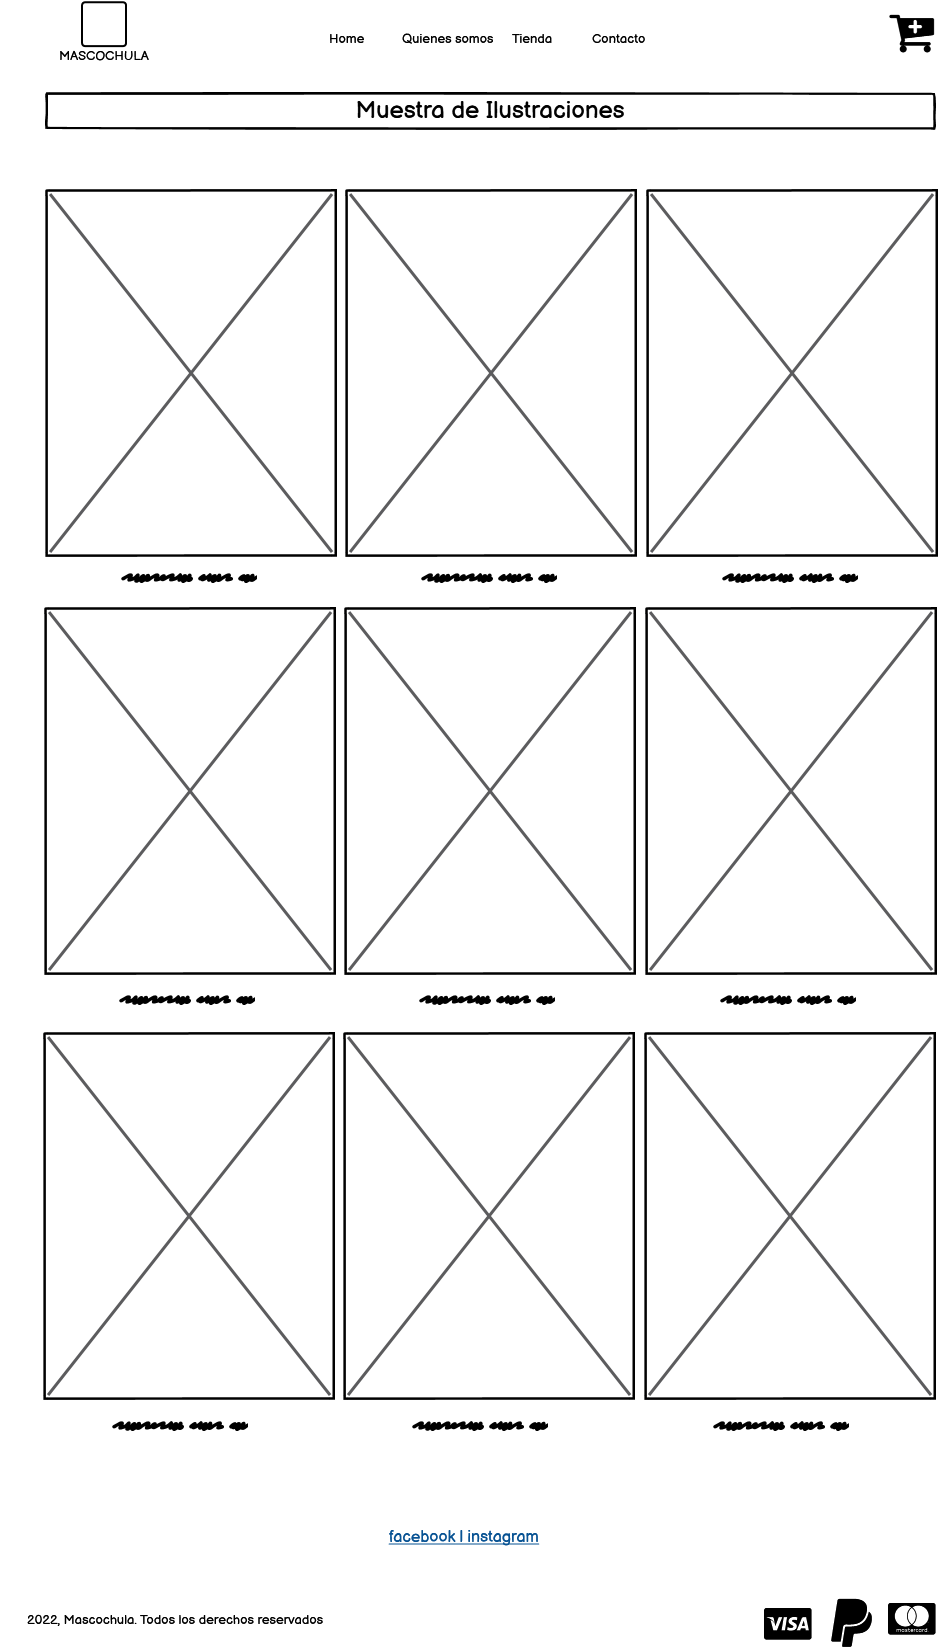 MASCOCHULA
Home Quienes somos Tienda Contacto
Muestra de Ilustraciones
facebook | instagram
2022, Mascochula. Todos los derechos reservados
VISA
mastercard